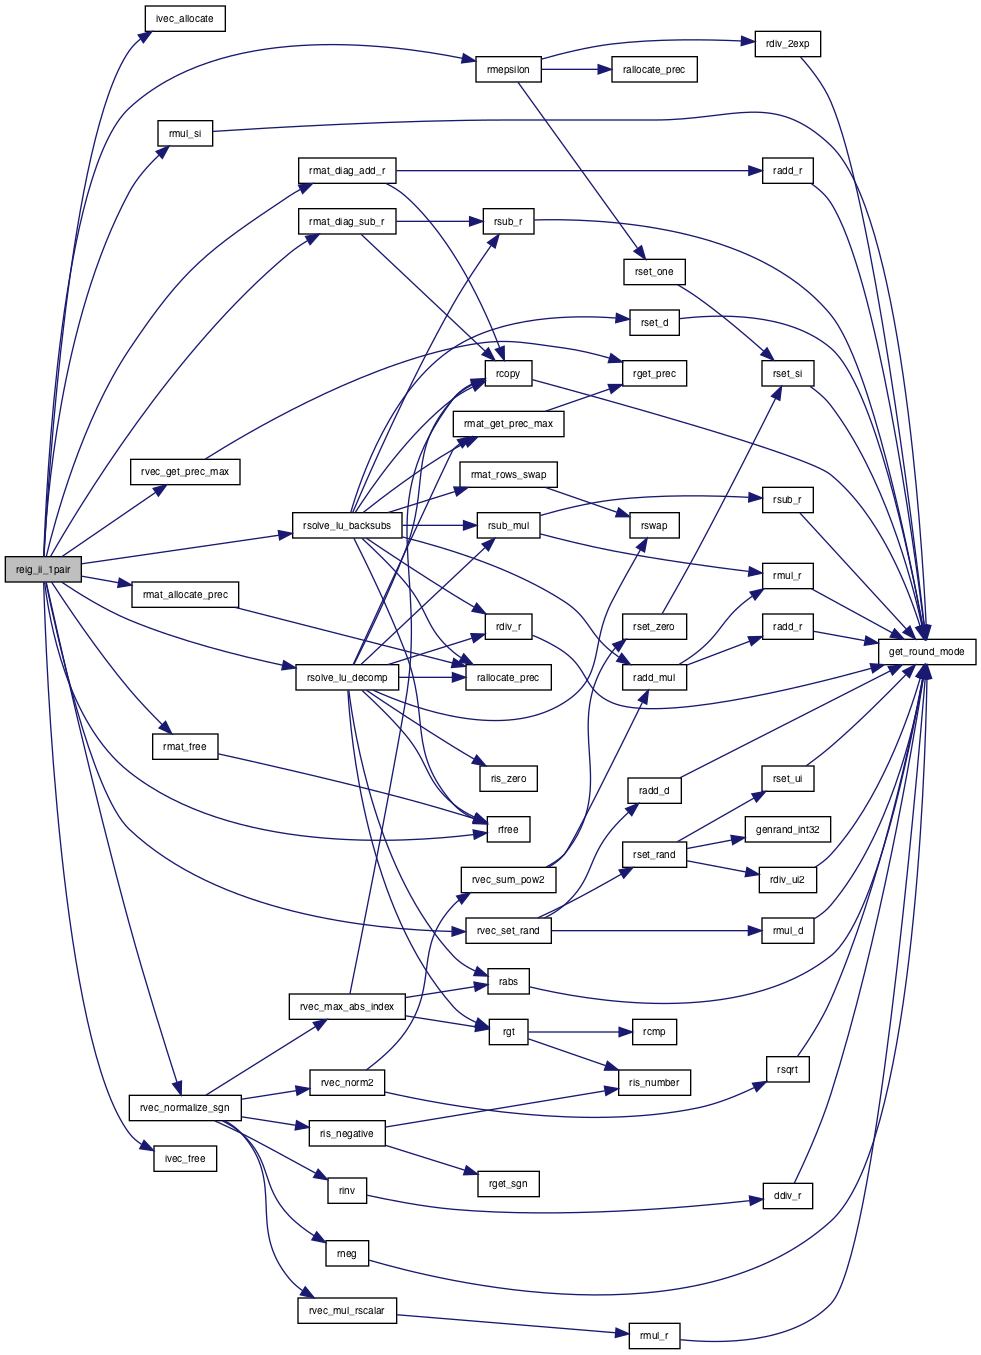 ivec_allocate
rmepsilon
rdiv_2exp
rallocate_prec
rmul_si
rmat_diag_add_r
radd_r
rmat_diag_sub_r
rsub_r
rset_one
rset_d
rcopy
rget_prec
rset_si
rmat_get_prec_max
rvec_get_prec_max
rmat_rows_swap
rsub_r
rsolve_lu_backsubs
rsub_mul
rswap
reig_ii_1pair
rmul_r
rmat_allocate_prec
rdiv_r
rset_zero
radd_r
get_round_mode
rsolve_lu_decomp
rallocate_prec
radd_mul
rmat_free
ris_zero
radd_d
rset_ui
rfree
genrand_int32
rset_rand
rvec_sum_pow2
rdiv_ui2
rvec_set_rand
rmul_d
rabs
rvec_max_abs_index
rgt
rcmp
rsqrt
rvec_norm2
ris_number
rvec_normalize_sgn
ris_negative
ivec_free
rget_sgn
rinv
ddiv_r
rneg
rvec_mul_rscalar
rmul_r